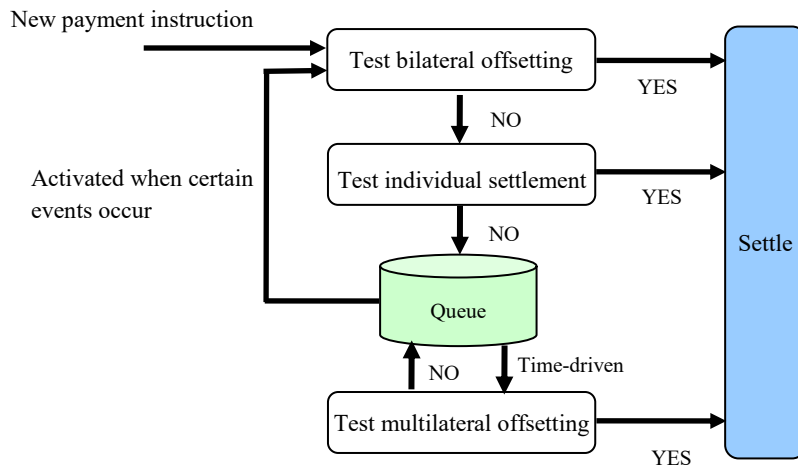 New payment instruction
Test bilateral offsetting
YES
NO
Activated when certain
events occur
Test individual settlement
YES
NO
Settle
Queue
NO
Time-driven
Test multilateral offsetting
YES